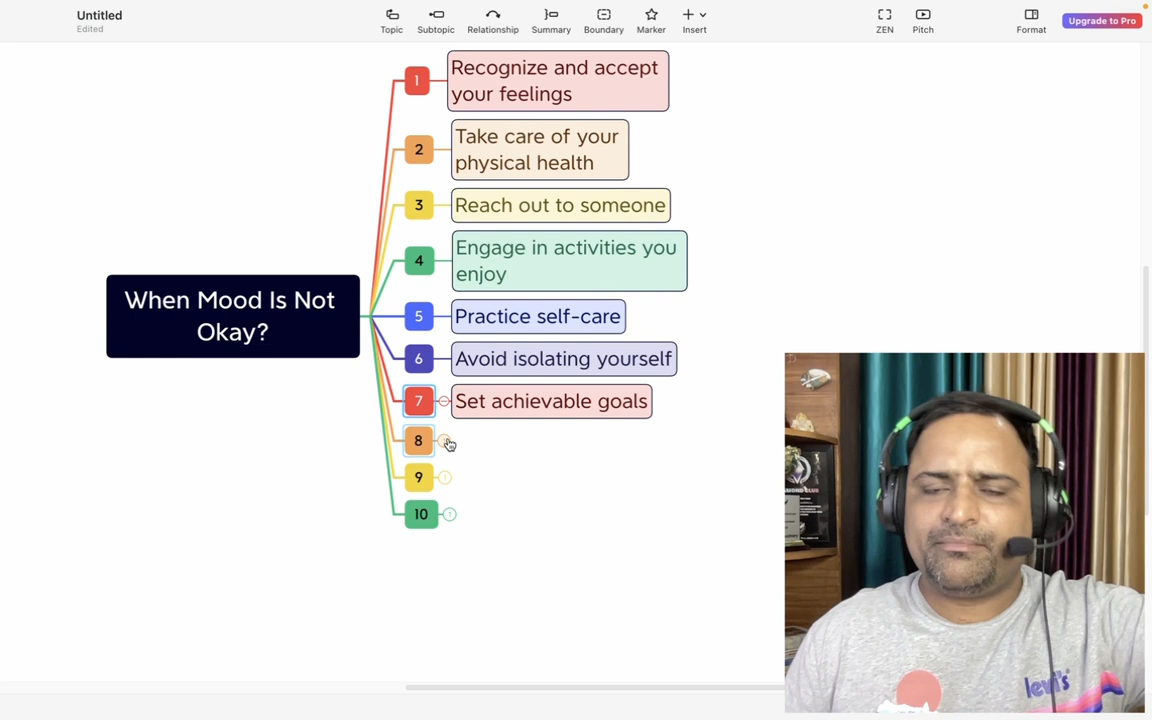 Untitled
Edited
Topic
Subtopic
Relationship
Summary
Boundary
Marker
Insert
ZEN
Pitch
Format
Upgrade to Pro
When Mood Is Not
Okay?
1
Recognize and accept
your feelings
2
Take care of your
physical health
3
Reach out to someone
4
Engage in activities you
enjoy
5
Practice self-care
6
Avoid isolating yourself
7
Set achievable goals
8
9
1
10
1
Levi's